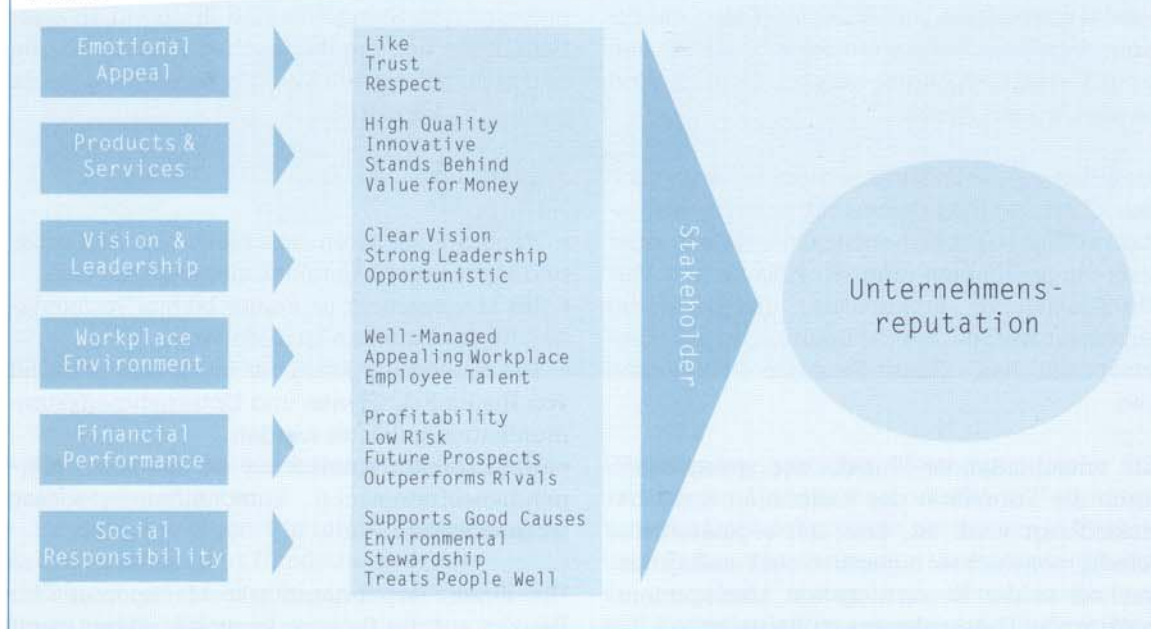 Emotional
Appeal
Like
Trust
Respect
Products &
Services
High Quality
Innovative
Stands Behind
Value for Money
Vision &
Leadership
Clear Vision
Strong Leadership
Opportunistic
Workplace
Environment
Well-Managed
Appealing Workplace
Employee Talent
Financial
Performance
Profitability
Low Risk
Future Prospects
Outperforms Rivals
Social
Responsibility
Supports Good Causes
Environmental
Stewardship
Treats People Well
Stakeholder
Unternehmens-
reputation